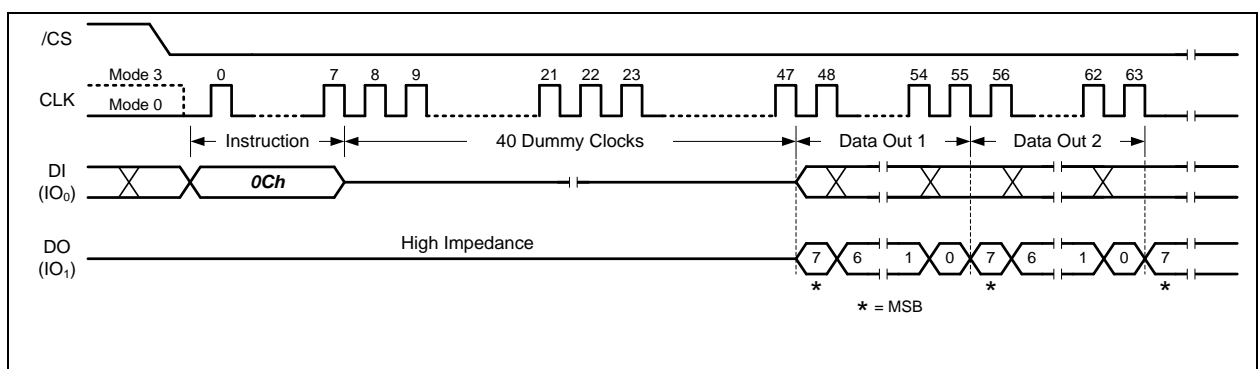 /CS
Mode 3 0 7 8 9 21 22 23 47 48 54 55 56 62 63
CLK Mode 0
Instruction 40 Dummy Clocks Data Out 1 Data Out 2
DI
(IO₀) 0Ch
DO High Impedance
(IO₁) 7 6 1 0 7 6 1 0 7
* * *
* = MSB